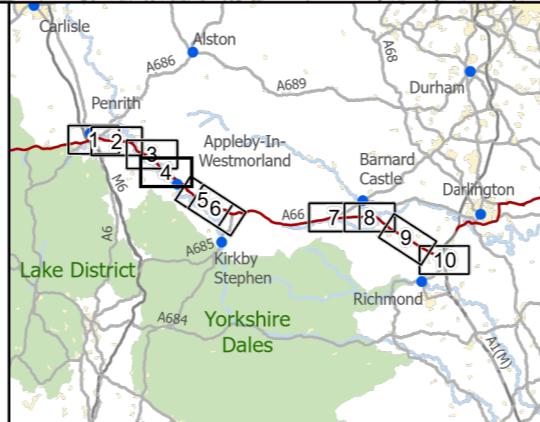 Carlisle
Alston
A686
A68
A689
Durham
Penrith
1
2
3
Appleby-In-
Westmorland
4
M6
Barnard
Castle
Darlington
5
6
A66
7
8
9
10
A6
A685
Lake District
Kirkby
Stephen
Richmond
A684
Yorkshire
Dales
A1(M)